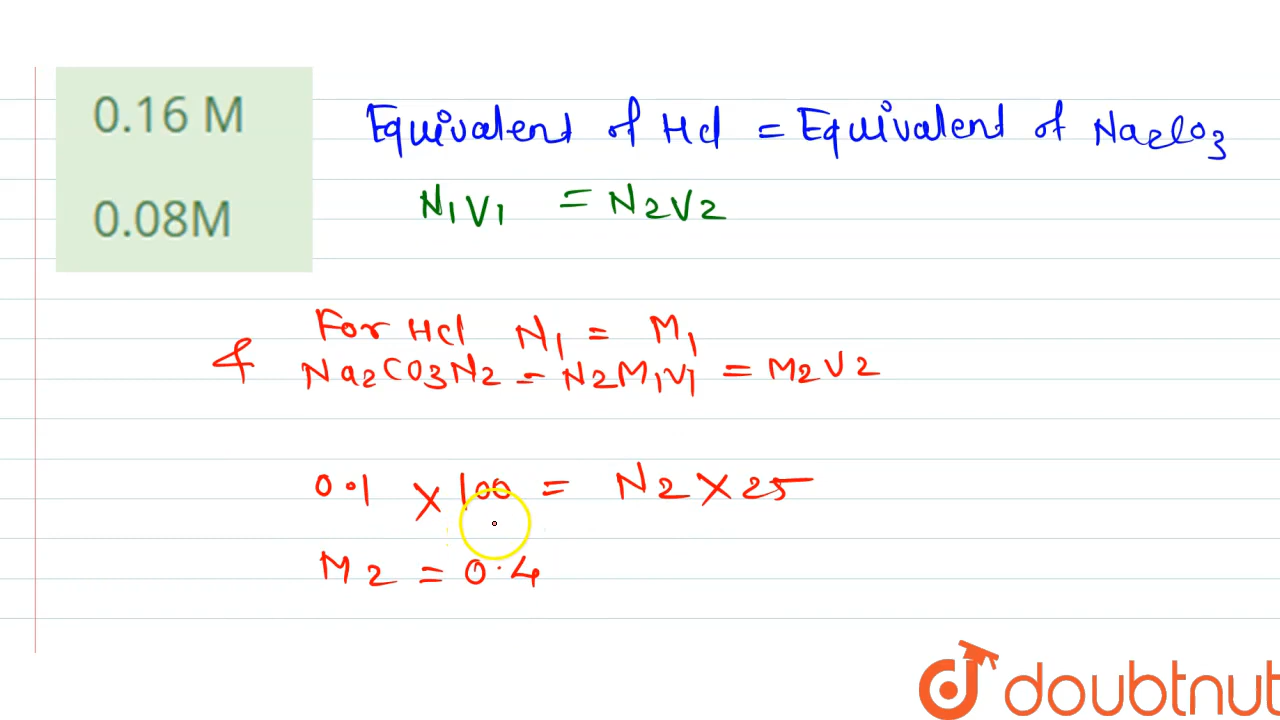 0.16 M
0.08M
Equivalent of Hcl = Equivalent of NaeCO3
N1V1 = N2V2
For Hcl N1 = M1
& Na2CO3N2 = N2M1V1 = M2V2
0.1 X 100 = N2 X 25
M2 = 0.4
doubtnut